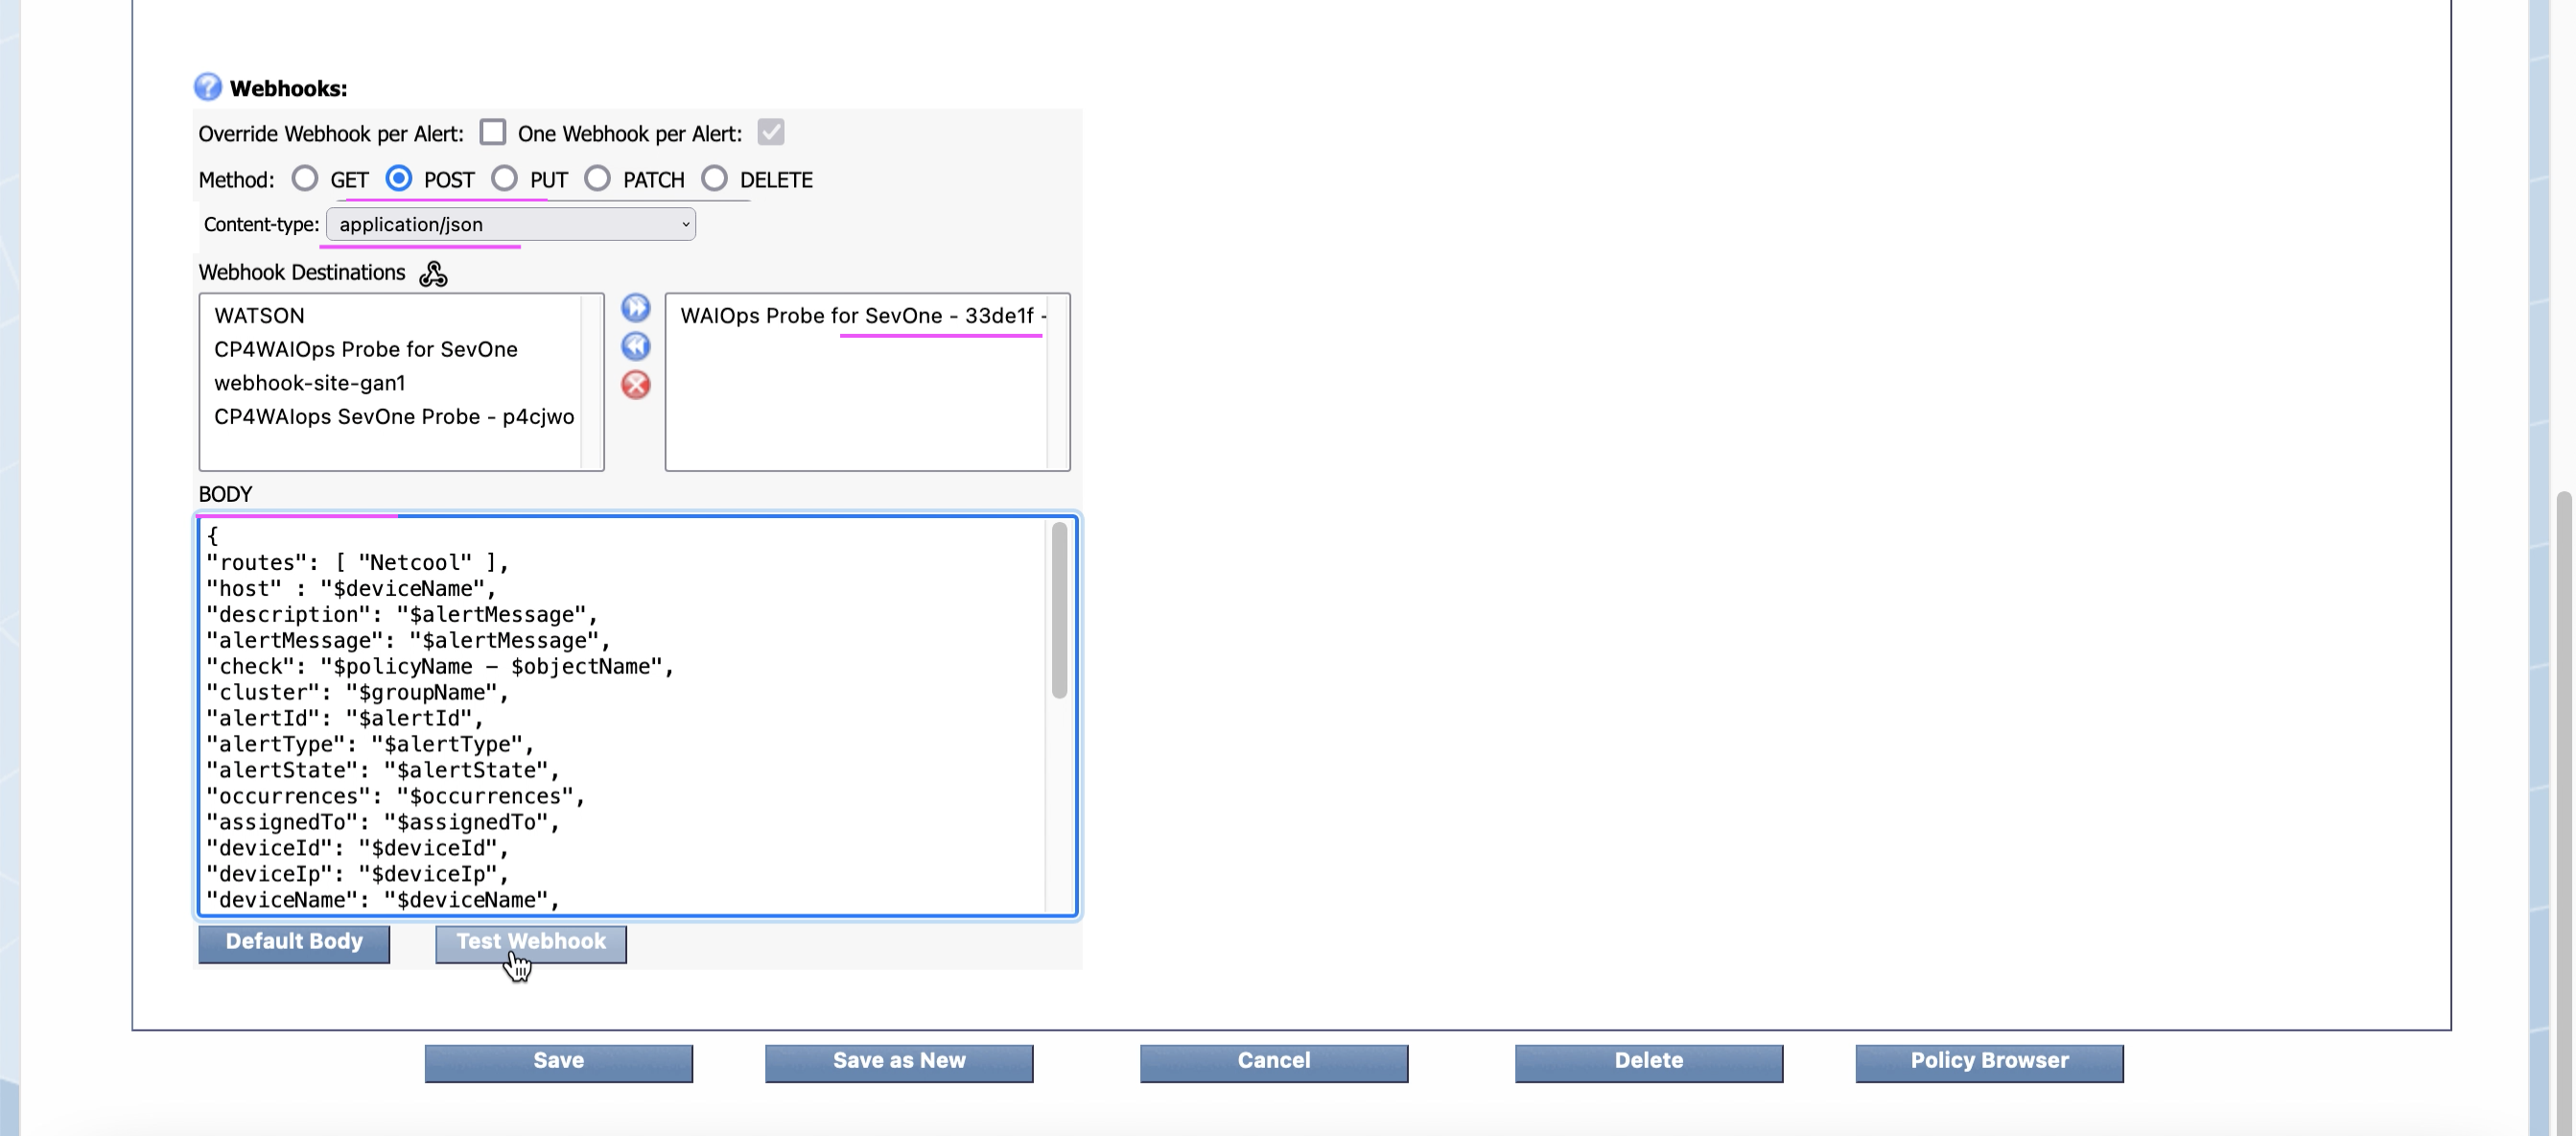 Webhooks:
Override Webhook per Alert: One Webhook per Alert:
Method: GET POST PUT PATCH DELETE
Content-type: application/json
Webhook Destinations
WATSON
CP4WAIOps Probe for SevOne
webhook-site-gan1
CP4WAIops SevOne Probe - p4cjwo
WAIOps Probe for SevOne - 33de1f -
BODY
{
"routes": [ "Netcool" ],
"host" : "$deviceName",
"description": "$alertMessage",
"alertMessage": "$alertMessage",
"check": "$policyName – $objectName",
"cluster": "$groupName",
"alertId": "$alertId",
"alertType": "$alertType",
"alertState": "$alertState",
"occurrences": "$occurrences",
"assignedTo": "$assignedTo",
"deviceId": "$deviceId",
"deviceIp": "$deviceIp",
"deviceName": "$deviceName",
Default Body Test Webhook
Save Save as New Cancel Delete Policy Browser